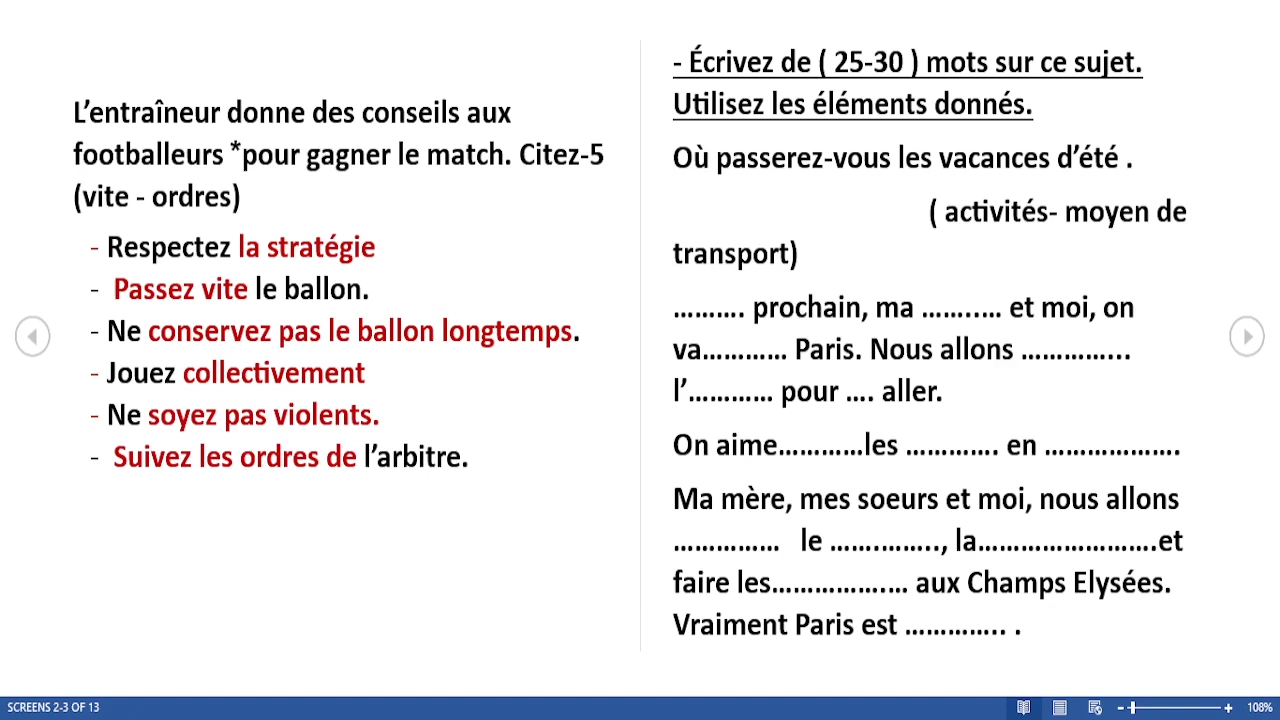 L’entraîneur donne des conseils aux
footballeurs *pour gagner le match. Citez-5
(vite - ordres)
- Respectez la stratégie
- Passez vite le ballon.
- Ne conservez pas le ballon longtemps.
- Jouez collectivement
- Ne soyez pas violents.
- Suivez les ordres de l’arbitre.
- Écrivez de ( 25-30 ) mots sur ce sujet.
Utilisez les éléments donnés.
Où passerez-vous les vacances d’été .
( activités- moyen de
transport)
………. prochain, ma ……..… et moi, on
va………… Paris. Nous allons …………...
l’………… pour …. aller.
On aime…………les …………. en ……………….
Ma mère, mes soeurs et moi, nous allons
…………… le …….…….., la…………………….et
faire les…………….… aux Champs Elysées.
Vraiment Paris est ………….. .
SCREENS 2-3 OF 13
108%